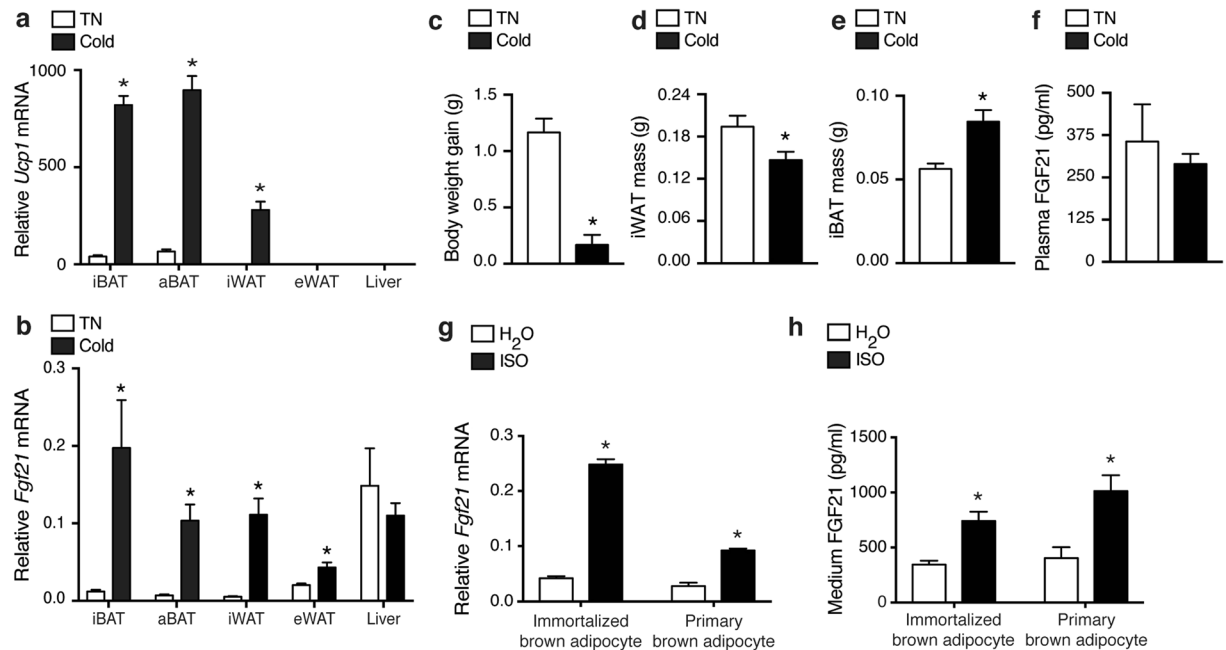 a
TN
Cold
Relative Ucp1 mRNA
1000
500
0
*
*
*
iBAT
aBAT
iWAT
eWAT
Liver
b
TN
Cold
Relative Fgf21 mRNA
0.3
0.2
0.1
0.0
*
*
*
*
iBAT
aBAT
iWAT
eWAT
Liver
c
TN
Cold
Body weight gain (g)
1.5
1.0
0.5
0.0
*
d
TN
Cold
iWAT mass (g)
0.24
0.18
0.12
0.06
0.00
*
e
TN
Cold
iBAT mass (g)
0.10
0.05
0.00
*
f
TN
Cold
Plasma FGF21 (pg/ml)
500
375
250
125
0
g
H2O
ISO
Relative Fgf21 mRNA
0.3
0.2
0.1
0.0
*
*
Immortalized
brown adipocyte
Primary
brown adipocyte
h
H2O
ISO
Medium FGF21 (pg/ml)
1500
1000
500
0
*
*
Immortalized
brown adipocyte
Primary
brown adipocyte